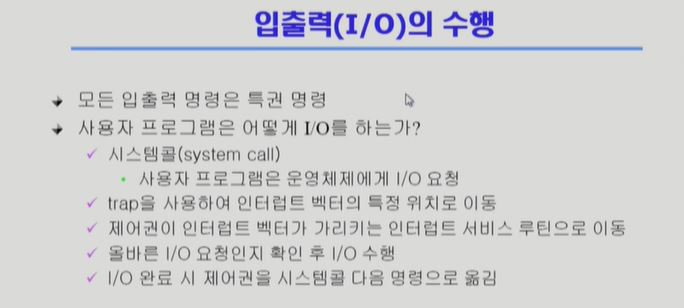 입출력(I/O)의 수행
모든 입출력 명령은 특권 명령
사용자 프로그램은 어떻게 I/O를 하는가?
시스템콜(system call)
사용자 프로그램은 운영체제에게 I/O 요청
trap을 사용하여 인터럽트 벡터의 특정 위치로 이동
제어권이 인터럽트 벡터가 가리키는 인터럽트 서비스 루틴으로 이동
올바른 I/O 요청인지 확인 후 I/O 수행
I/O 완료 시 제어권을 시스템콜 다음 명령으로 옮김